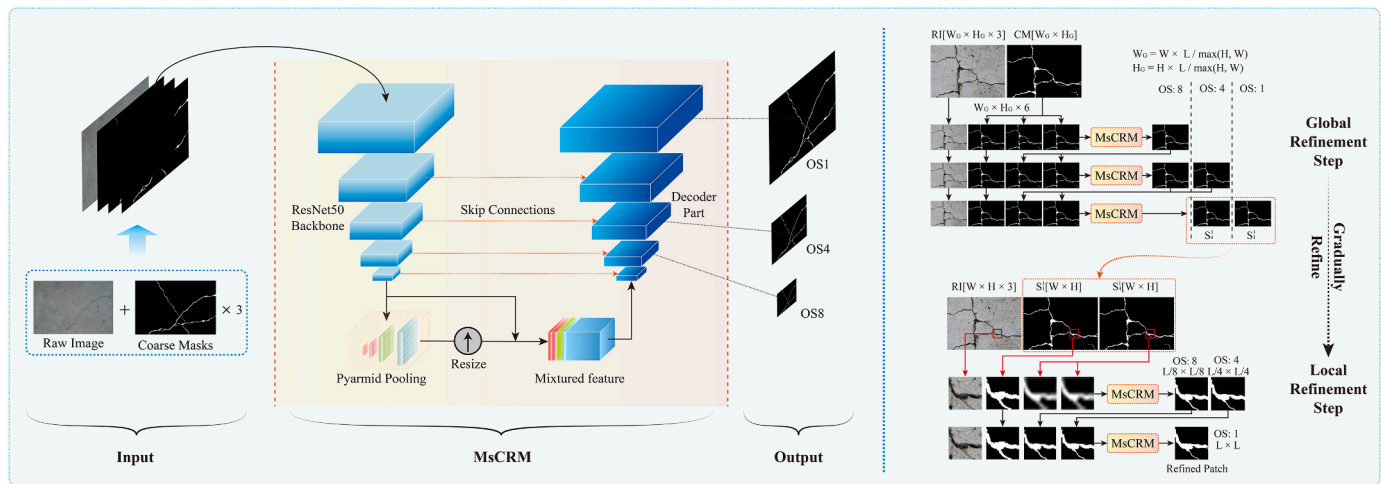 Raw Image
+
Coarse Masks
× 3
Input
ResNet50
Backbone
Skip Connections
Decoder
Part
Pyarmid Pooling
Resize
Mixtured feature
MsCRM
OS1
OS4
OS8
Output
RI[W_G × H_G × 3]
CM[W_G × H_G]
W_G = W × L / max(H, W)
H_G = H × L / max(H, W)
OS: 8
OS: 4
OS: 1
W_G × H_G × 6
MsCRM
MsCRM
MsCRM
Global
Refinement
Step
Gradually
Refine
RI[W × H × 3]
OS: 8
L/8 × L/8
OS: 4
L/4 × L/4
MsCRM
MsCRM
OS: 1
L × L
Refined Patch
Local
Refinement
Step